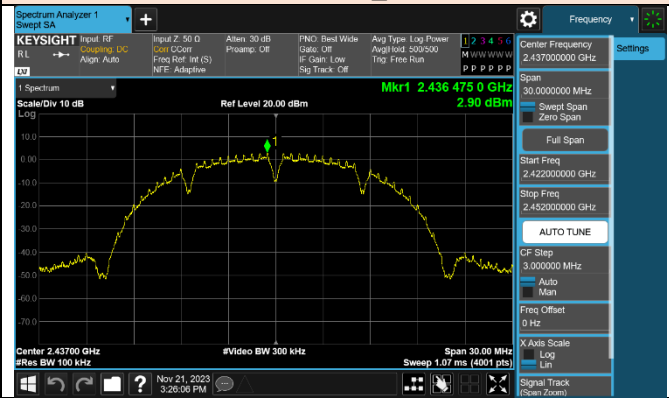 Spectrum Analyzer 1
Swept SA
+
Frequency
KEYSIGHT
RL
LXI
Input: RF
Coupling: DC
Align: Auto
Input Z: 50 Ω
Corr CCorr
Freq Ref: Int (S)
NFE: Adaptive
Atten: 30 dB
Preamp: Off
PNO: Best Wide
Gate: Off
IF Gain: Low
Sig Track: Off
Avg Type: Log-Power
Avg|Hold: 500/500
Trig: Free Run
1 2 3 4 5 6
M W W W W W
P P P P P P
1 Spectrum
Scale/Div 10 dB
Log
Ref Level 20.00 dBm
Mkr1 2.436 475 0 GHz
2.90 dBm
10.0
0.00
-10.0
-20.0
-30.0
-40.0
-50.0
-60.0
-70.0
1
Center 2.43700 GHz
#Res BW 100 kHz
#Video BW 300 kHz
Span 30.00 MHz
Sweep 1.07 ms (4001 pts)
?
Nov 21, 2023
3:26:06 PM
Center Frequency
2.437000000 GHz
Span
30.0000000 MHz
Swept Span
Zero Span
Full Span
Start Freq
2.422000000 GHz
Stop Freq
2.452000000 GHz
AUTO TUNE
CF Step
3.000000 MHz
Auto
Man
Freq Offset
0 Hz
X Axis Scale
Log
Lin
Signal Track
(Span Zoom)
Settings